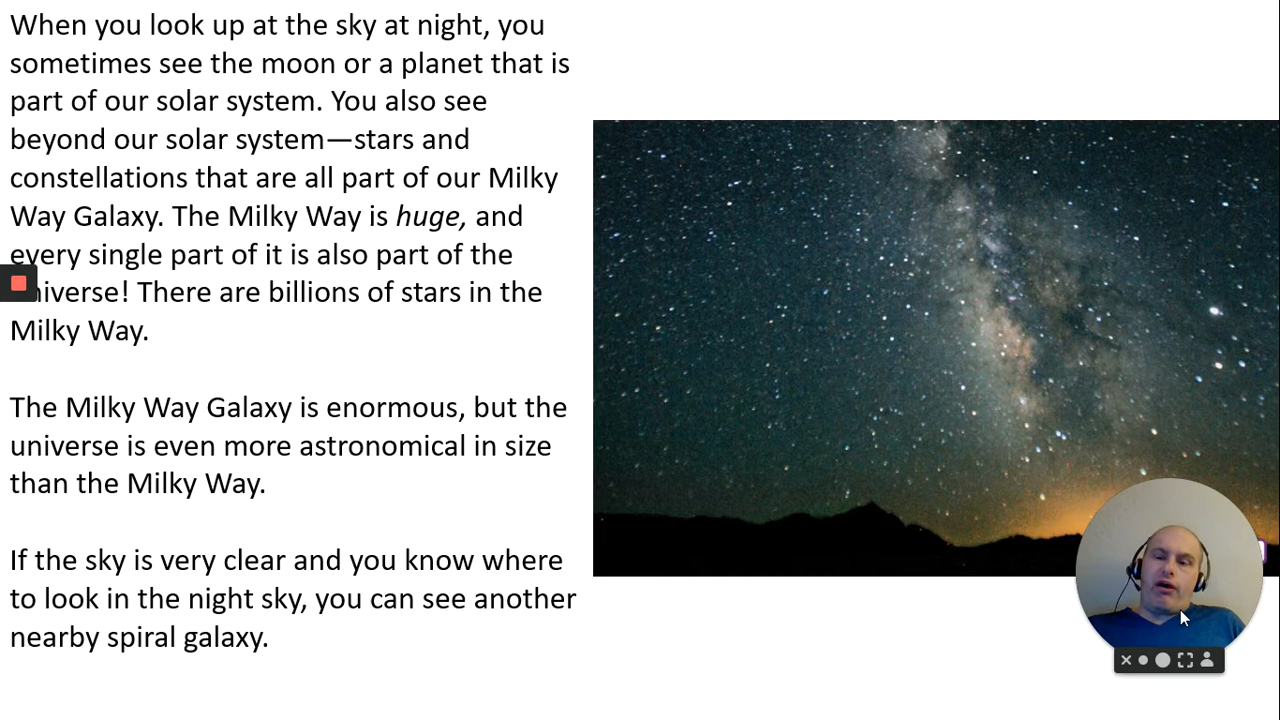 When you look up at the sky at night, you
sometimes see the moon or a planet that is
part of our solar system. You also see
beyond our solar system—stars and
constellations that are all part of our Milky
Way Galaxy. The Milky Way is huge, and
every single part of it is also part of the
niverse! There are billions of stars in the
Milky Way.
The Milky Way Galaxy is enormous, but the
universe is even more astronomical in size
than the Milky Way.
If the sky is very clear and you know where
to look in the night sky, you can see another
nearby spiral galaxy.